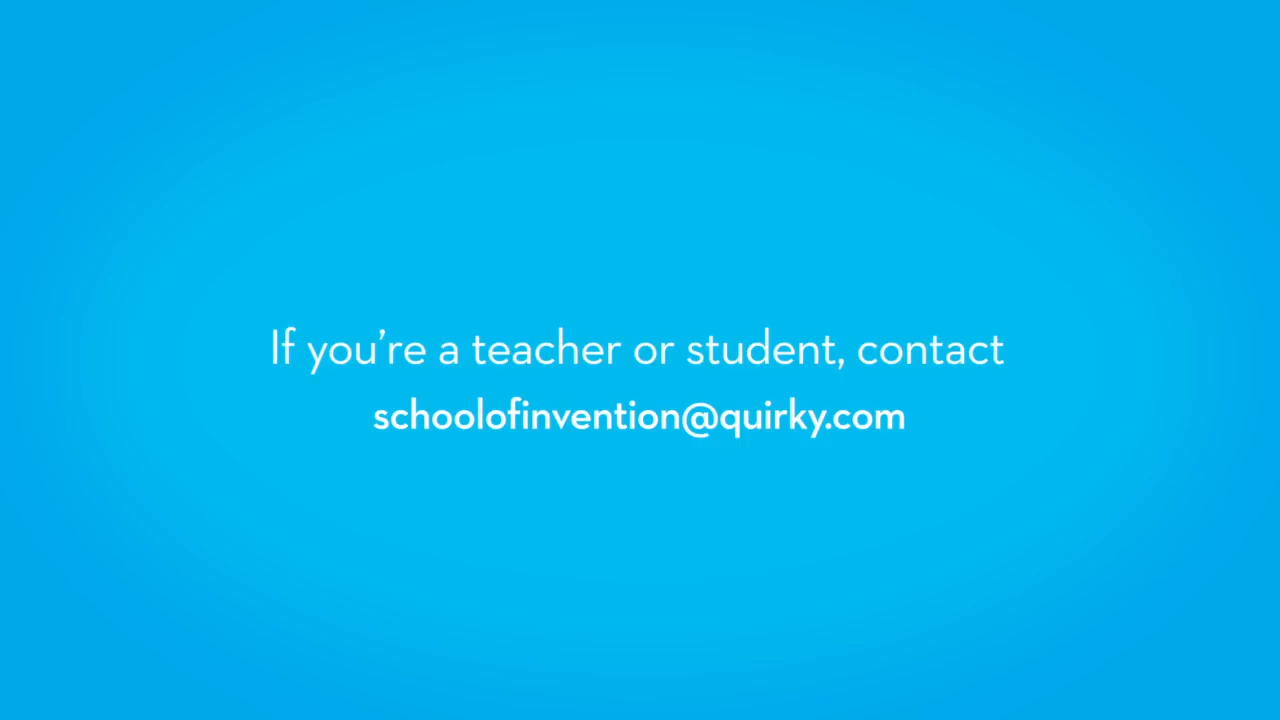 If you’re a teacher or student, contact
schoolofinvention@quirky.com